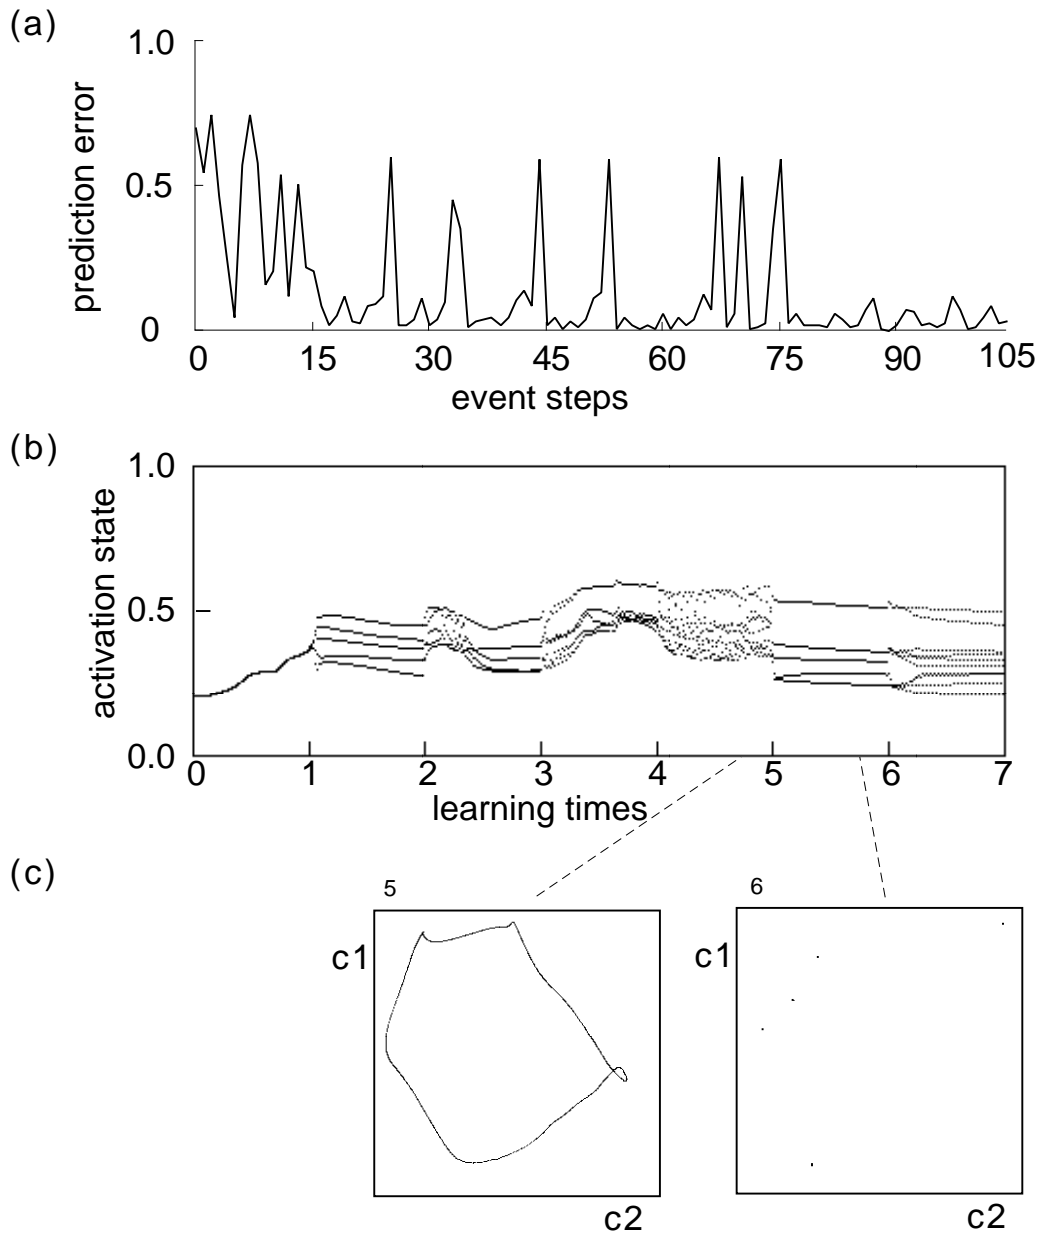 (a)
1.0
0.5
0
prediction error
0 15 30 45 60 75 90 105
event steps
(b)
1.0
0.5
0.0
activation state
0 1 2 3 4 5 6 7
learning times
(c)
5 6
c1 c1
c2 c2